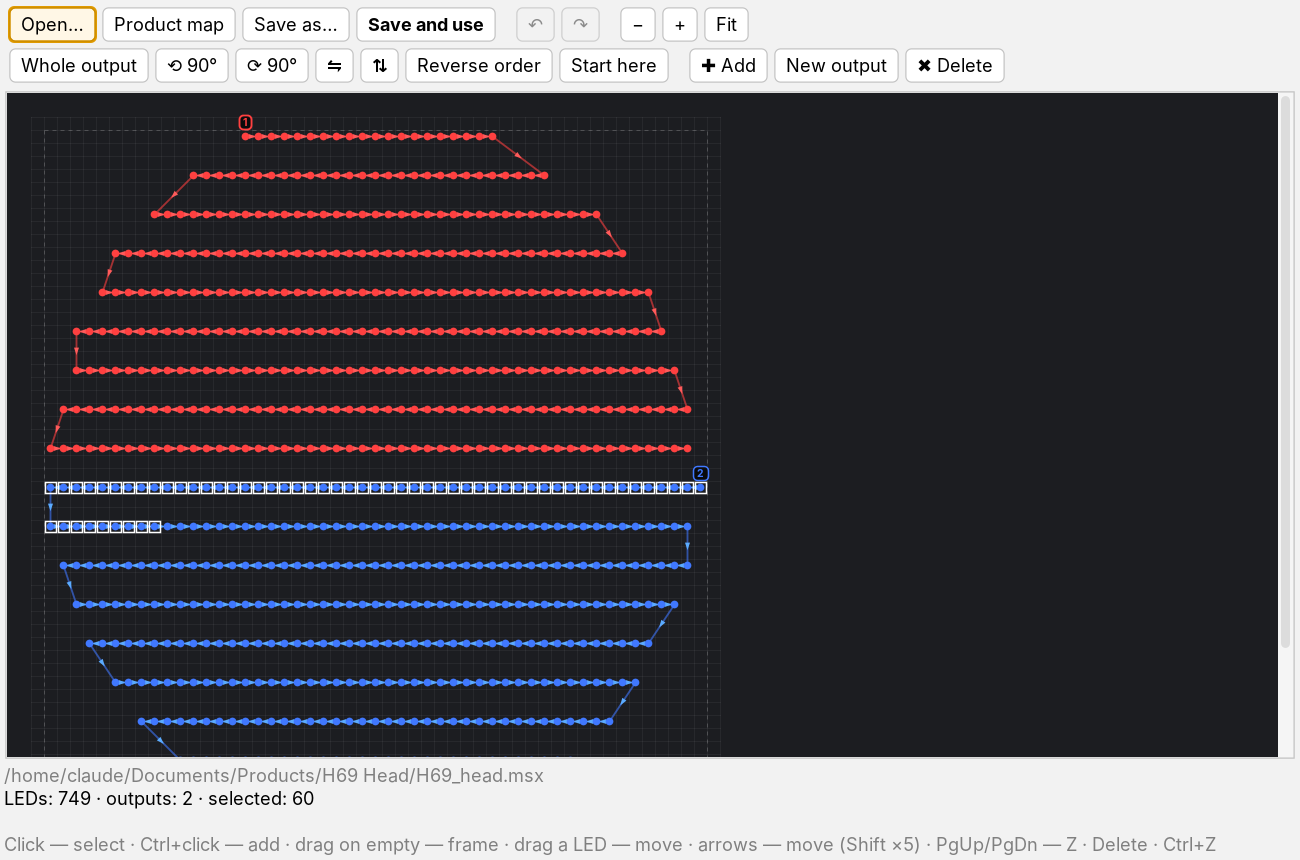 Open...
Product map
Save as...
Save and use
↶
↷
−
+
Fit
Whole output
⟲ 90°
⟳ 90°
⇋
⇅
Reverse order
Start here
✚ Add
New output
✖ Delete
1
2
/home/claude/Documents/Products/H69 Head/H69_head.msx
LEDs: 749 · outputs: 2 · selected: 60
Click — select · Ctrl+click — add · drag on empty — frame · drag a LED — move · arrows — move (Shift ×5) · PgUp/PgDn — Z · Delete · Ctrl+Z